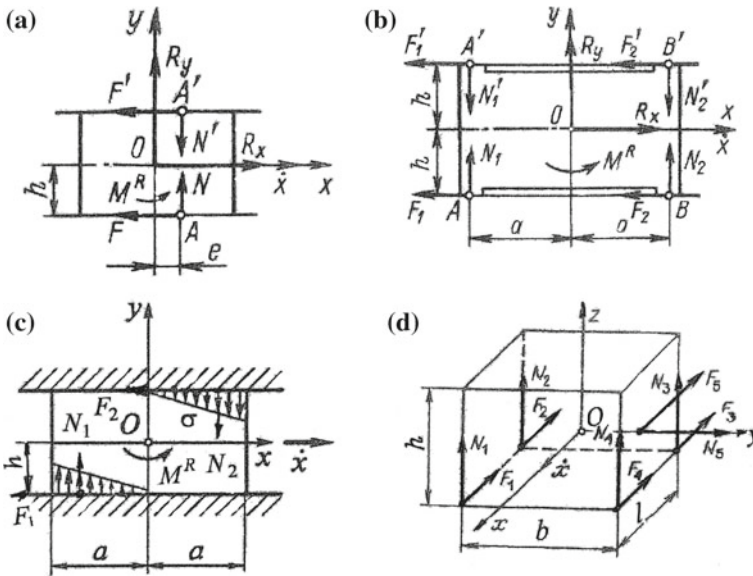 (a)
y
R_y
A'
F'
O
N'
R_x
ẋ
x
h
M^R
N
F
A
e
(b)
y
F_1' A' R_y F_2' B'
h
N_1' N_2'
O
R_x
x
ẋ
h
N_1
M^R
N_2
F_1 A F_2 B
a o
(c)
y
F_2
σ
N_1 O N_2 x ẋ
h
M^R
F_1
a a
(d)
z
N_2 N_3 F_5
F_2 O N_4 F_3
h
N_1 ẋ N_5 y
F_1 F_4
x
b l